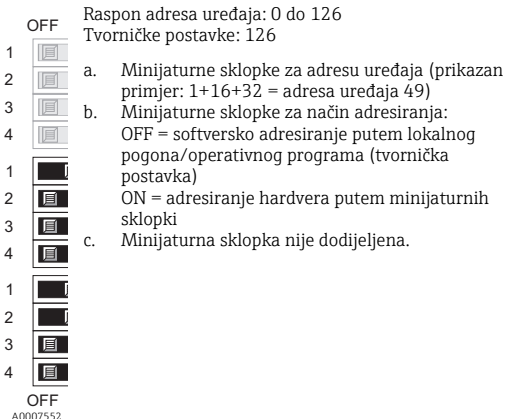 OFF
1
2
3
4
1
2
3
4
1
2
3
4
OFF
A0007552
Raspon adresa uređaja: 0 do 126
Tvorničke postavke: 126
a. Minijaturne sklopke za adresu uređaja (prikazan
primjer: 1+16+32 = adresa uređaja 49)
b. Minijaturne sklopke za način adresiranja:
OFF = softversko adresiranje putem lokalnog
pogona/operativnog programa (tvornička
postavka)
ON = adresiranje hardvera putem minijaturnih
sklopki
c. Minijaturna sklopka nije dodijeljena.